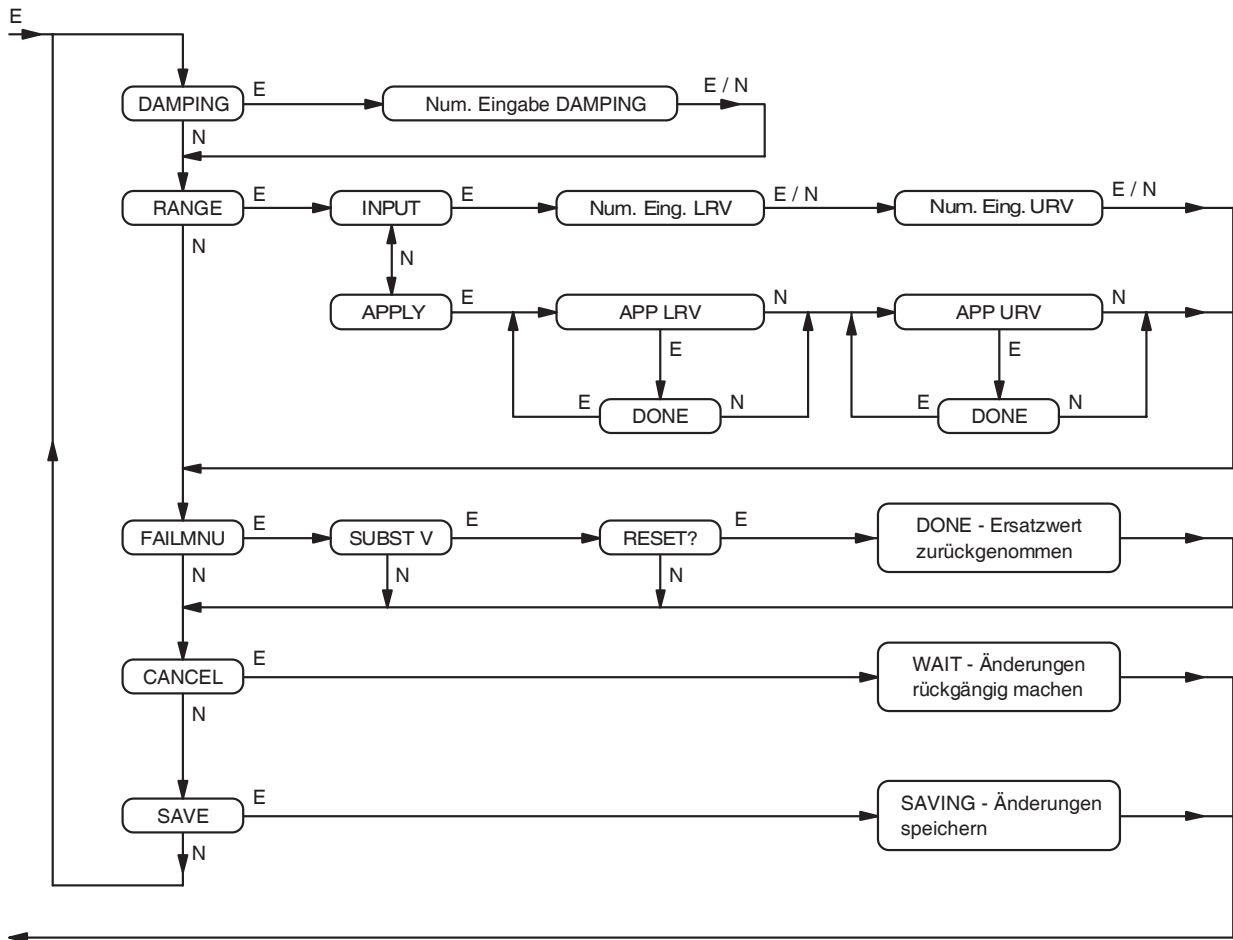 E
DAMPING
E
Num. Eingabe DAMPING
E / N
N
RANGE
E
INPUT
E
Num. Eing. LRV
E / N
Num. Eing. URV
E / N
N
N
APPLY
E
APP LRV
N
APP URV
N
E
E
E
DONE
N
E
DONE
N
FAILMNU
E
SUBST V
E
RESET?
E
DONE - Ersatzwert
zurückgenommen
N
N
N
CANCEL
E
WAIT - Änderungen
rückgängig machen
N
SAVE
E
SAVING - Änderungen
speichern
N